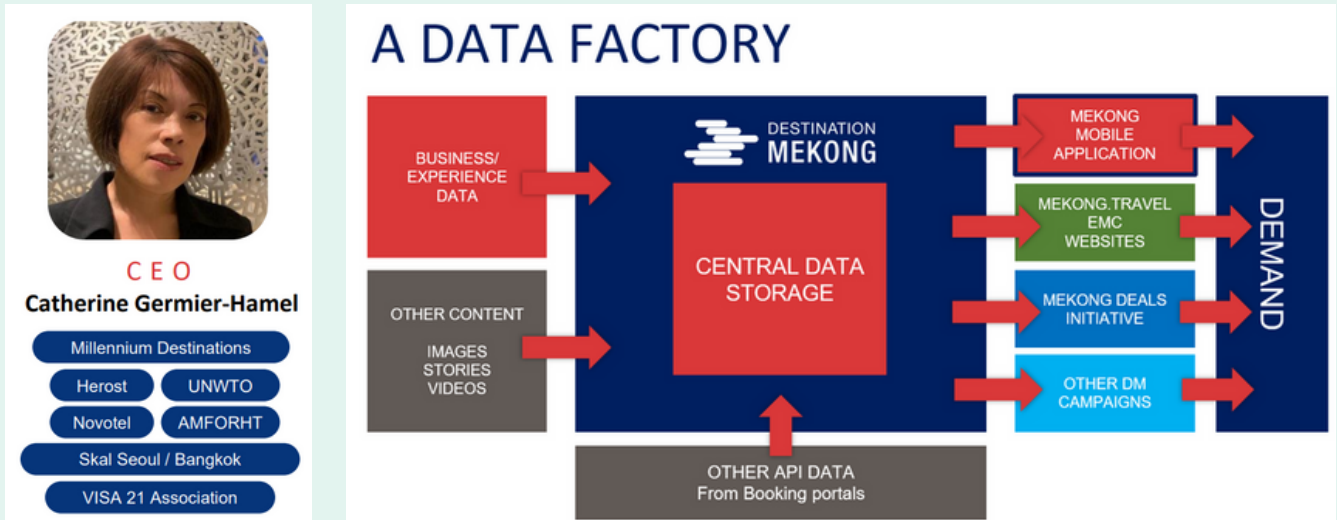 CEO
Catherine Germier-Hamel
Millennium Destinations
Herost
UNWTO
Novotel
AMFORHT
Skal Seoul / Bangkok
VISA 21 Association
A DATA FACTORY
BUSINESS/
EXPERIENCE
DATA
OTHER CONTENT
IMAGES
STORIES
VIDEOS
DESTINATION
MEKONG
CENTRAL DATA
STORAGE
OTHER API DATA
From Booking portals
MEKONG
MOBILE
APPLICATION
MEKONG.TRAVEL
EMC
WEBSITES
MEKONG DEALS
INITIATIVE
OTHER DM
CAMPAIGNS
DEMAND